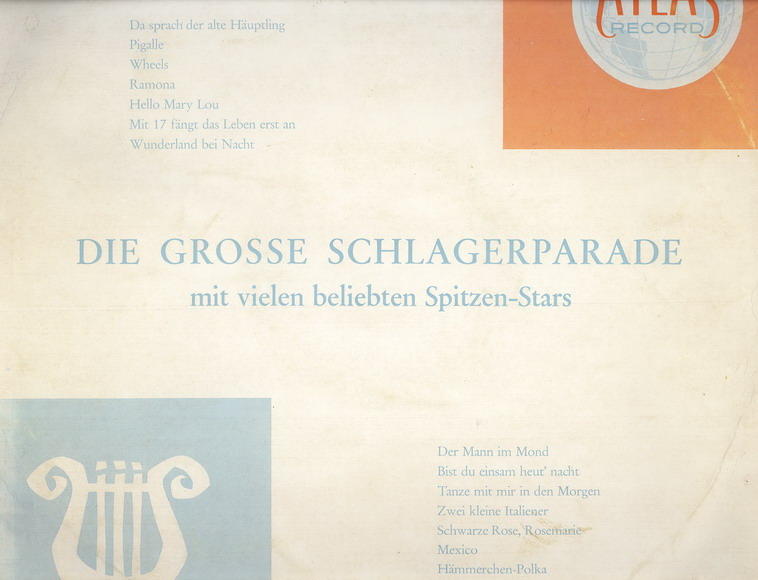 Da sprach der alte Häuptling
Pigalle
Wheels
Ramona
Hello Mary Lou
Mit 17 fängt das Leben erst an
Wunderland bei Nacht
ATLAS
RECORD
DIE GROSSE SCHLAGERPARADE
mit vielen beliebten Spitzen-Stars
Der Mann im Mond
Bist du einsam heut' nacht
Tanze mit mir in den Morgen
Zwei kleine Italiener
Schwarze Rose, Rosemarie
Mexico
Hämmerchen-Polka